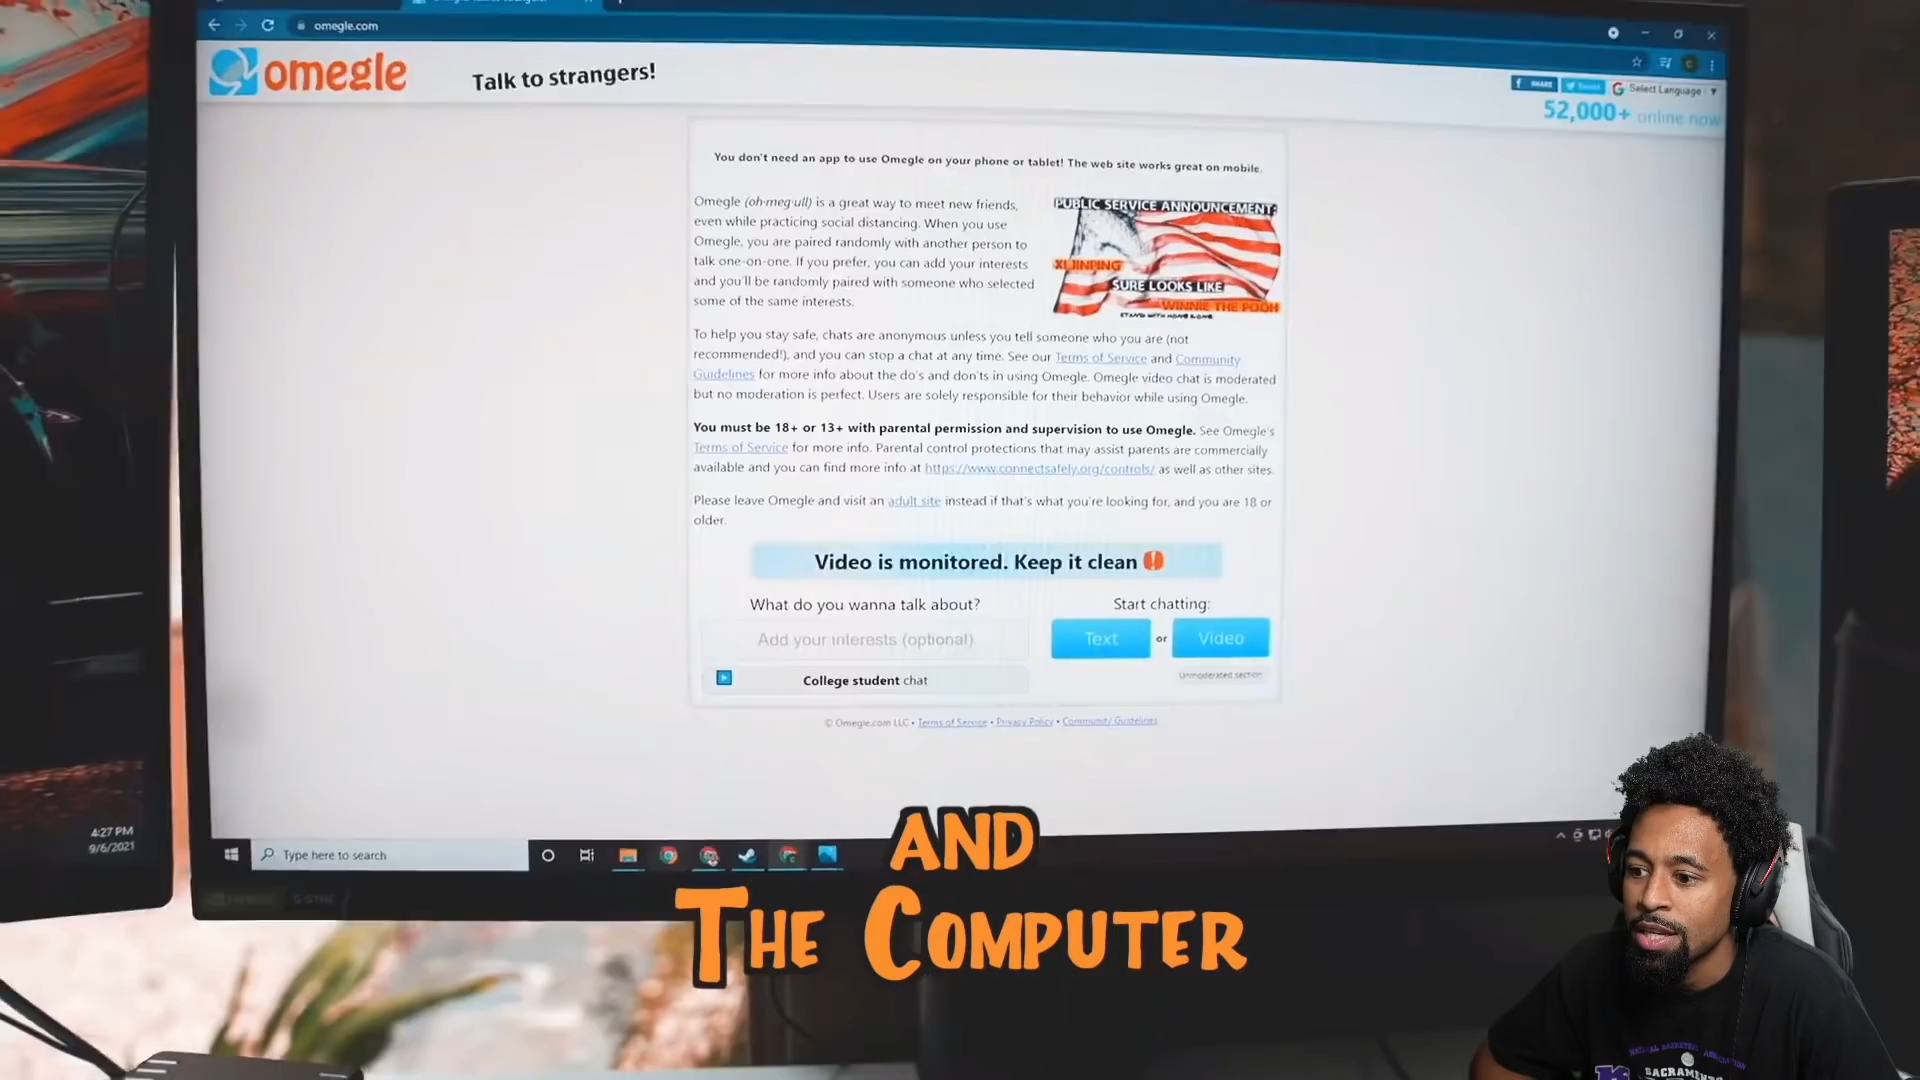 omegle.com
omegle
Talk to strangers!
SHARE
Tweet
Select Language
52,000+ online now
You don't need an app to use Omegle on your phone or tablet! The web site works great on mobile.
Omegle (oh·meg·ull) is a great way to meet new friends,
even while practicing social distancing. When you use
Omegle, you are paired randomly with another person to
talk one-on-one. If you prefer, you can add your interests
and you'll be randomly paired with someone who selected
some of the same interests.
PUBLIC SERVICE ANNOUNCEMENT:
XI JINPING
SURE LOOKS LIKE
WINNIE THE POOH
STAND WITH HONG KONG
To help you stay safe, chats are anonymous unless you tell someone who you are (not
recommended!), and you can stop a chat at any time. See our Terms of Service and Community
Guidelines for more info about the do's and don'ts in using Omegle. Omegle video chat is moderated
but no moderation is perfect. Users are solely responsible for their behavior while using Omegle.
You must be 18+ or 13+ with parental permission and supervision to use Omegle. See Omegle's
Terms of Service for more info. Parental control protections that may assist parents are commercially
available and you can find more info at https://www.connectsafely.org/controls/ as well as other sites.
Please leave Omegle and visit an adult site instead if that's what you're looking for, and you are 18 or
older.
Video is monitored. Keep it clean
What do you wanna talk about?
Start chatting:
Add your interests (optional)
Text or Video
College student chat
Unmoderated section
© Omegle.com LLC • Terms of Service • Privacy Policy • Community Guidelines
4:27 PM
9/6/2021
Type here to search
G-SYNC
AND
THE COMPUTER
SACRAMEN